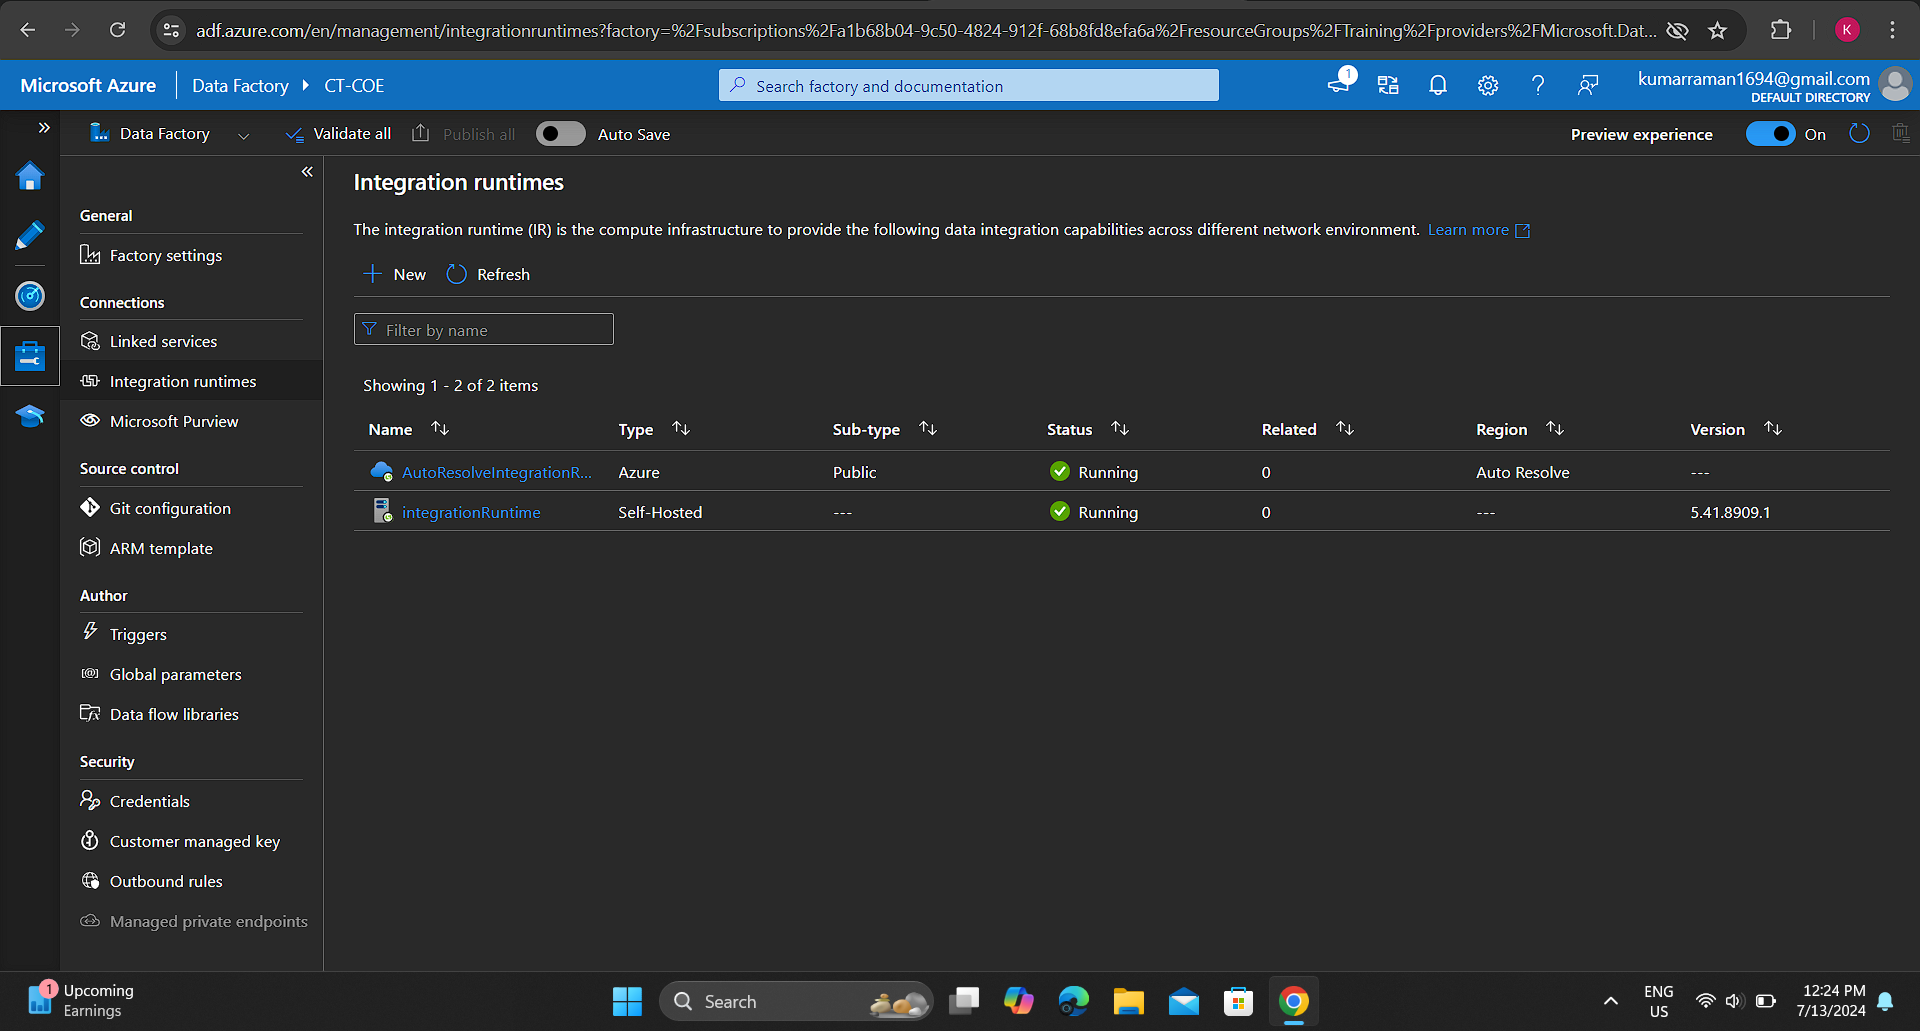 adf.azure.com/en/management/integrationruntimes?factory=%2Fsubscriptions%2Fa1b68b04-9c50-4824-912f-68b8fd8efa6a%2FresourceGroups%2FTraining%2Fproviders%2FMicrosoft.Dat...
K
Microsoft Azure
Data Factory
CT-COE
Search factory and documentation
1
kumarraman1694@gmail.com
DEFAULT DIRECTORY
Data Factory
Validate all
Publish all
Auto Save
Preview experience
On
General
Factory settings
Connections
Linked services
Integration runtimes
Microsoft Purview
Source control
Git configuration
ARM template
Author
Triggers
Global parameters
Data flow libraries
Security
Credentials
Customer managed key
Outbound rules
Managed private endpoints
Integration runtimes
The integration runtime (IR) is the compute infrastructure to provide the following data integration capabilities across different network environment. Learn more
New Refresh
Filter by name
Showing 1 - 2 of 2 items
Name Type Sub-type Status Related Region Version
AutoResolveIntegrationR... Azure Public Running 0 Auto Resolve ---
integrationRuntime Self-Hosted --- Running 0 --- 5.41.8909.1
1
Upcoming
Earnings
Search
ENG
US
12:24 PM
7/13/2024